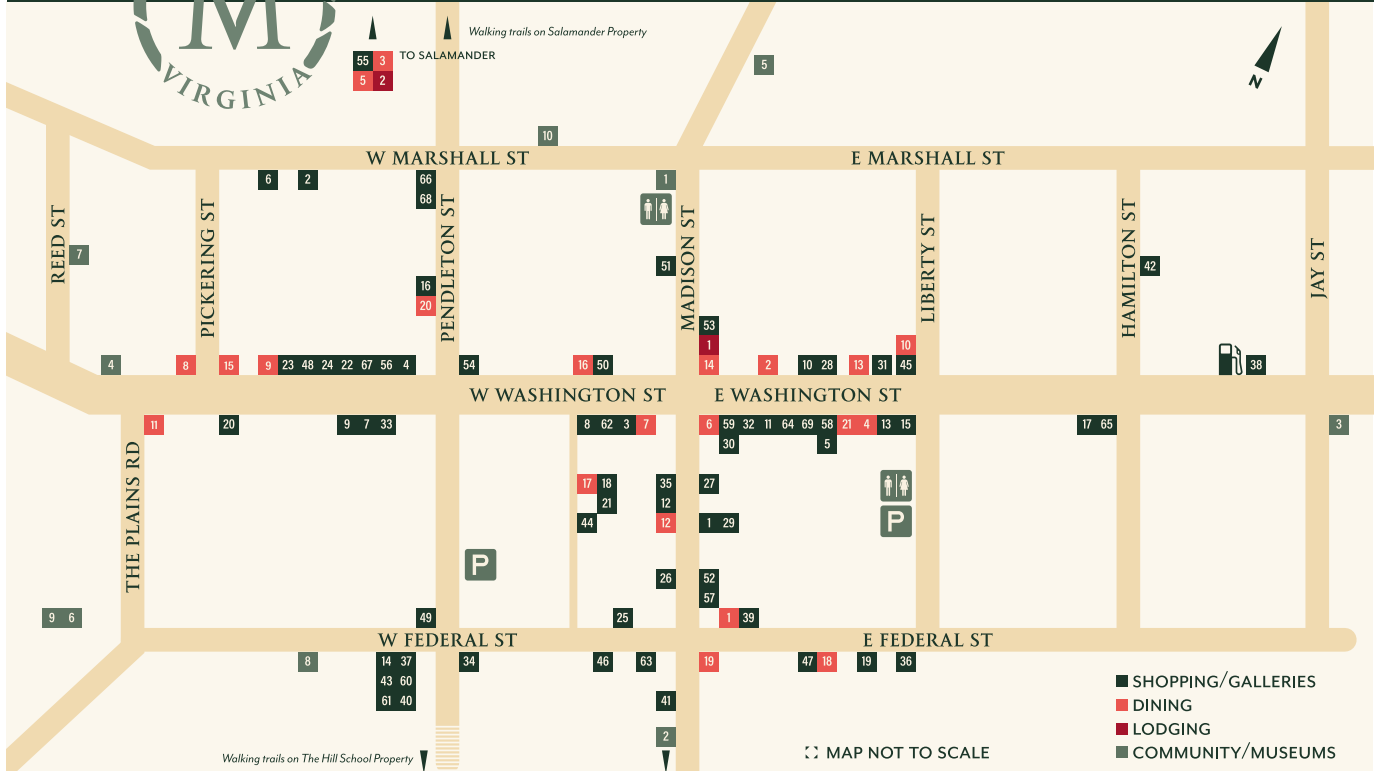 M
VIRGINIA
Walking trails on Salamander Property
55 3 TO SALAMANDER
5 2
5
N
10
W MARSHALL ST
E MARSHALL ST
6 2 66 1
68
REED ST
PICKERING ST
PENDLETON ST
MADISON ST
LIBERTY ST
HAMILTON ST
JAY ST
7
51
42
16
20
53
1
10
4 8 15 9 23 48 24 22 67 56 4 54 16 50 14 2 10 28 13 31 45 38
W WASHINGTON ST
E WASHINGTON ST
11 20 9 7 33 8 62 3 7 6 59 32 11 64 69 58 21 4 13 15 17 65 3
30 5
THE PLAINS RD
17 18 35 27
21 12
44 12 1 29
P
P
26 52
57
9 6 49 25 1 39
W FEDERAL ST
E FEDERAL ST
8 14 37 34 46 63 19 47 18 19 36
43 60
61 40 41
2
SHOPPING/GALLERIES
DINING
LODGING
COMMUNITY/MUSEUMS
MAP NOT TO SCALE
Walking trails on The Hill School Property